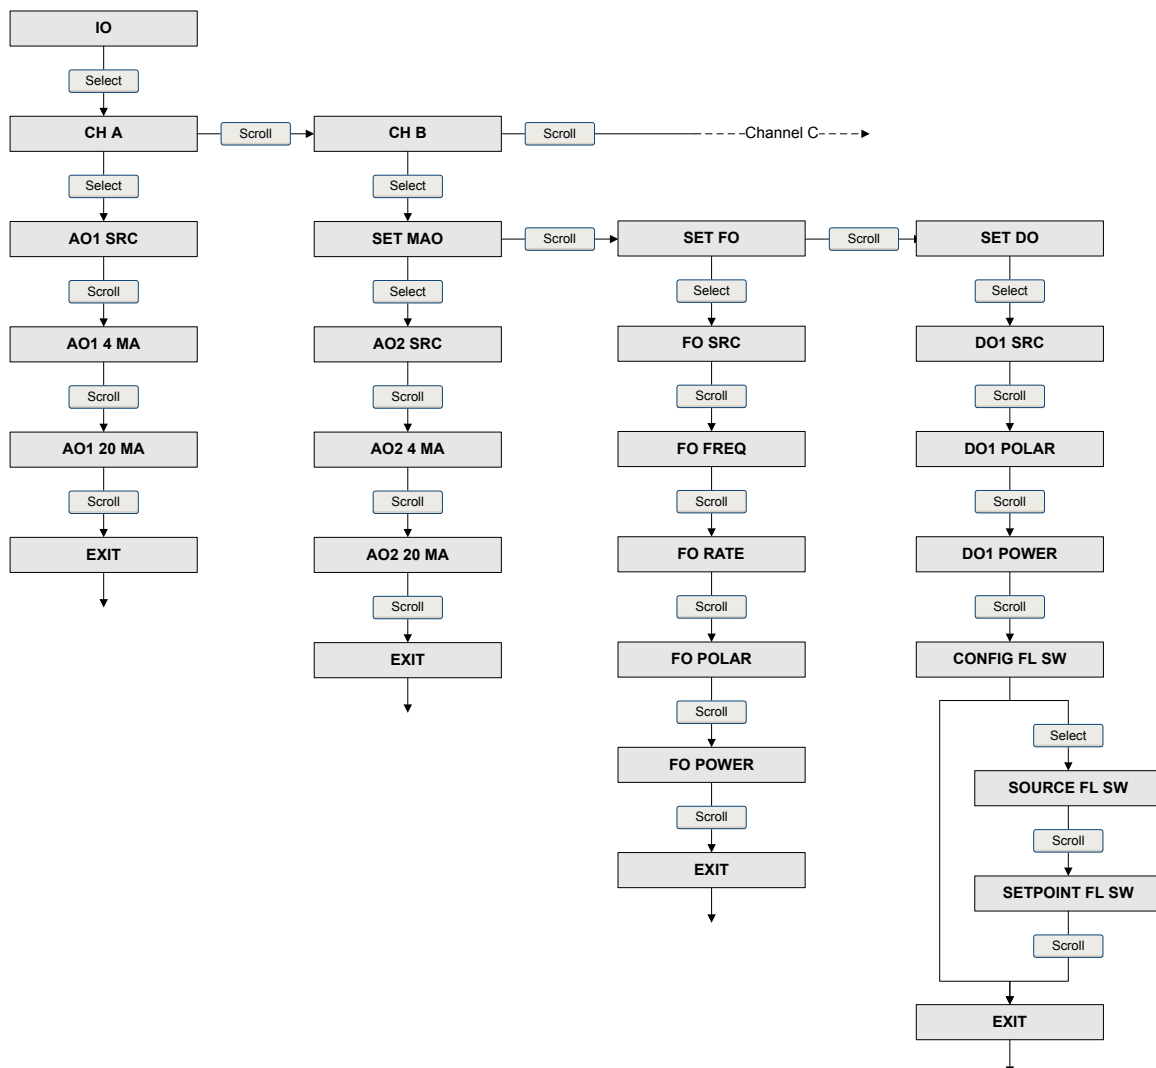 IO
Select
CH A
Scroll
CH B
Scroll
Channel C
Select
Select
AO1 SRC
SET MAO
Scroll
SET FO
Scroll
SET DO
Scroll
Select
Select
Select
AO1 4 MA
AO2 SRC
FO SRC
DO1 SRC
Scroll
Scroll
Scroll
Scroll
AO1 20 MA
AO2 4 MA
FO FREQ
DO1 POLAR
Scroll
Scroll
Scroll
Scroll
EXIT
AO2 20 MA
FO RATE
DO1 POWER
Scroll
Scroll
Scroll
EXIT
FO POLAR
CONFIG FL SW
Scroll
Select
FO POWER
SOURCE FL SW
Scroll
Scroll
EXIT
SETPOINT FL SW
Scroll
EXIT